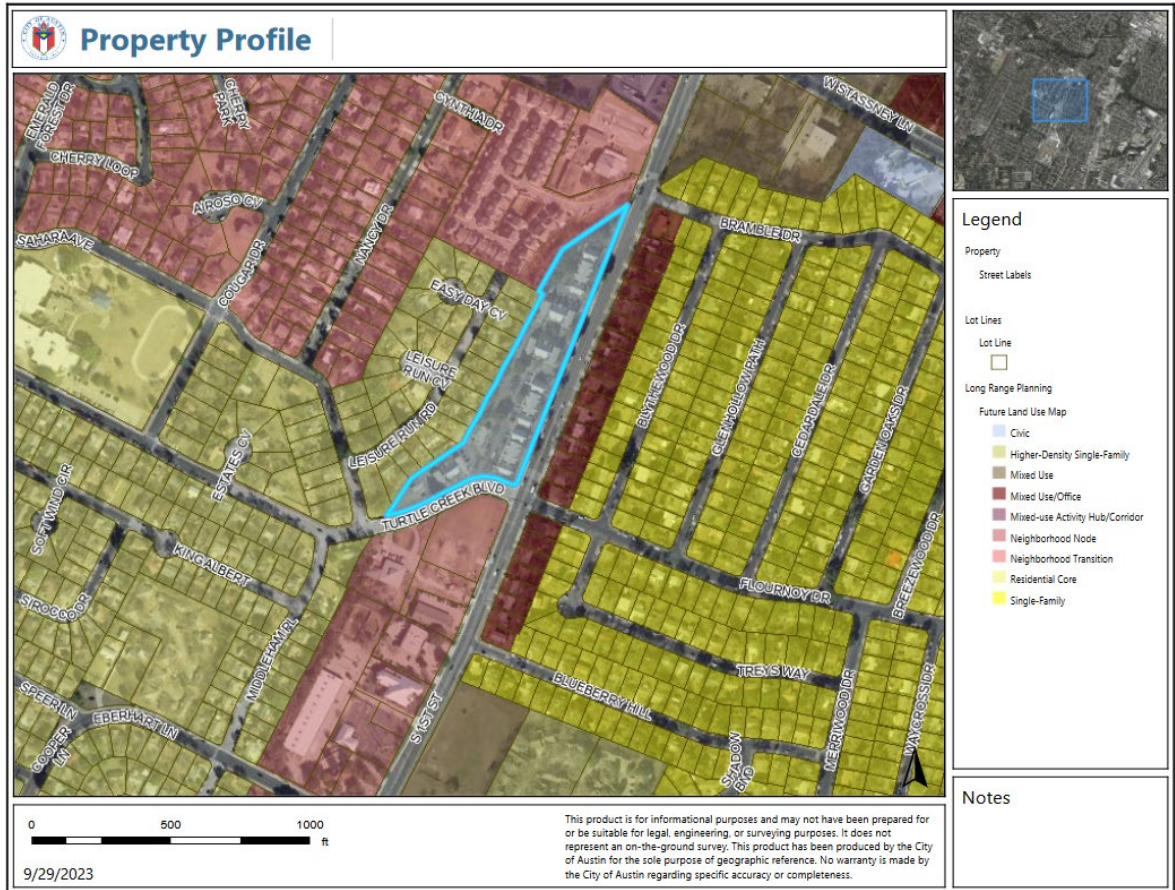 Property Profile
EMERALD
FOREST DR
CHERRY
PARK
CYNTHIA DR
W STASSNEY LN
CHERRY LOOP
AIROSO CV
BRAMBLE DR
NANCY DR
SAHARA AVE
COUGAR DR
EASY DAY CV
LEISURE
RUN CV
BLYTHEWOOD DR
GLENHOLLOW PATH
CEDARDALE DR
GARDEN OAKS DR
LEISURE RUN RD
ESTATES CV
TURTLE CREEK BLVD
SOFT WIND CIR
KING ALBERT
FLOURNOY DR
BREEZEWOOD DR
SIROCCO DR
MIDDLEHAM PL
TREYS WAY
BLUEBERRY HILL
MERRIWOOD DR
WAYCROSS DR
SPEER LN
EBERHART LN
COOPER
LN
S 1ST ST
SHADOW
BND
Legend
Property
Street Labels
Lot Lines
Lot Line
Long Range Planning
Future Land Use Map
Civic
Higher-Density Single-Family
Mixed Use
Mixed Use/Office
Mixed-use Activity Hub/Corridor
Neighborhood Node
Neighborhood Transition
Residential Core
Single-Family
Notes
0 500 1000
ft
9/29/2023
This product is for informational purposes and may not have been prepared for
or be suitable for legal, engineering, or surveying purposes. It does not
represent an on-the-ground survey. This product has been produced by the City
of Austin for the sole purpose of geographic reference. No warranty is made by
the City of Austin regarding specific accuracy or completeness.